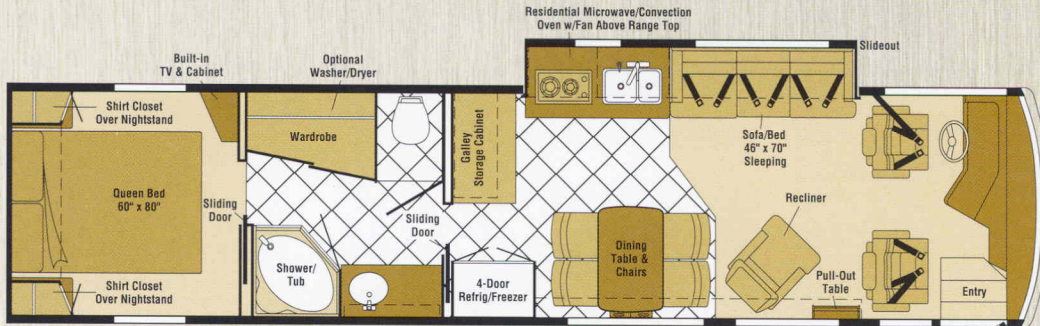 Residential Microwave/Convection
Oven w/Fan Above Range Top
Slideout
Built-in
TV & Cabinet
Optional
Washer/Dryer
Shirt Closet
Over Nightstand
Wardrobe
Galley
Storage Cabinet
Sofa/Bed
46" x 70"
Sleeping
Queen Bed
60" x 80"
Sliding
Door
Sliding
Door
Recliner
Dining
Table &
Chairs
Shower/
Tub
4-Door
Refrig/Freezer
Pull-Out
Table
Entry
Shirt Closet
Over Nightstand